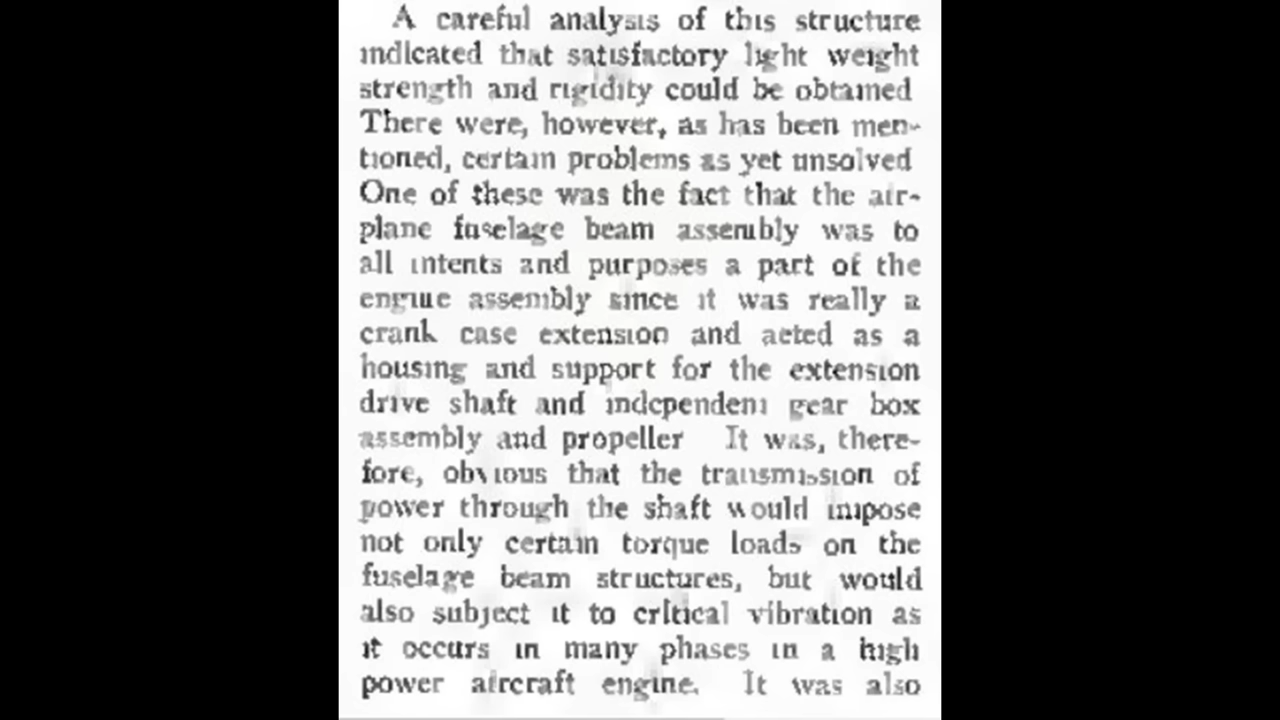 A careful analysis of this structure
indicated that satisfactory light weight
strength and rigidity could be obtained
There were, however, as has been men-
tioned, certain problems as yet unsolved
One of these was the fact that the air-
plane fuselage beam assembly was to
all intents and purposes a part of the
engine assembly since it was really a
crank case extension and acted as a
housing and support for the extension
drive shaft and independent gear box
assembly and propeller It was, there-
fore, obvious that the transmission of
power through the shaft would impose
not only certain torque loads on the
fuselage beam structures, but would
also subject it to critical vibration as
it occurs in many phases in a high
power aircraft engine. It was also